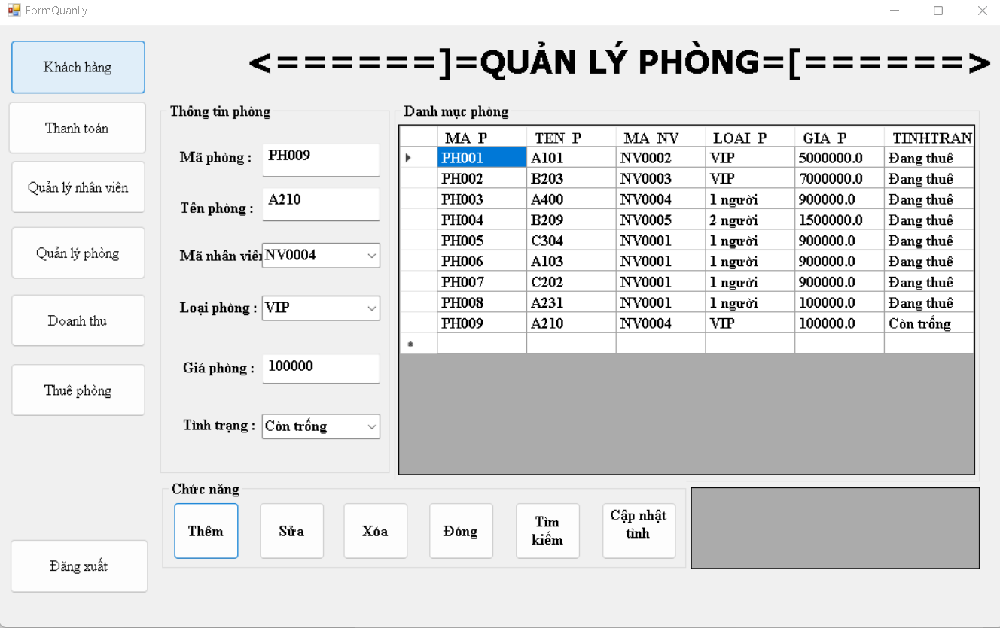 FormQuanLy
<======]=QUẢN LÝ PHÒNG=[======>
Khách hàng
Thanh toán
Quản lý nhân viên
Quản lý phòng
Doanh thu
Thuê phòng
Đăng xuất
Thông tin phòng
Mã phòng : PH009
Tên phòng : A210
Mã nhân viên NV0004
Loại phòng : VIP
Giá phòng : 100000
Tình trạng : Còn trống
Danh mục phòng
MA_P TEN_P MA_NV LOAI_P GIA_P TINHTRAN
PH001 A101 NV0002 VIP 5000000.0 Đang thuê
PH002 B203 NV0003 VIP 7000000.0 Đang thuê
PH003 A400 NV0004 1 người 900000.0 Đang thuê
PH004 B209 NV0005 2 người 1500000.0 Đang thuê
PH005 C304 NV0001 1 người 900000.0 Đang thuê
PH006 A103 NV0001 1 người 900000.0 Đang thuê
PH007 C202 NV0001 1 người 900000.0 Đang thuê
PH008 A231 NV0001 1 người 100000.0 Đang thuê
PH009 A210 NV0004 VIP 100000.0 Còn trống
Chức năng
Thêm
Sửa
Xóa
Đóng
Tìm
kiếm
Cập nhật
tình